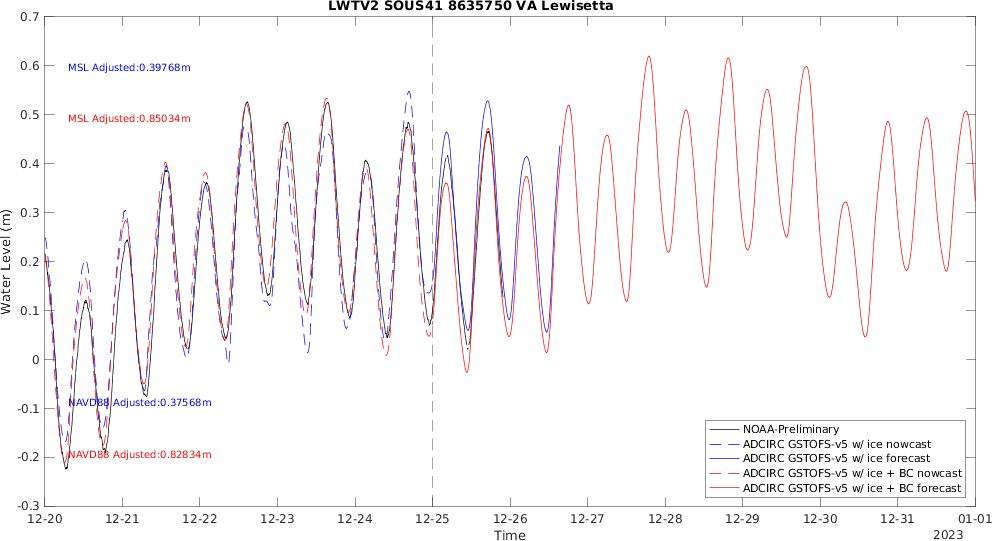 LWTV2 SOUS41 8635750 VA Lewisetta
Water Level (m)
0.7
0.6
0.5
0.4
0.3
0.2
0.1
0
-0.1
-0.2
-0.3
MSL Adjusted:0.39768m
MSL Adjusted:0.85034m
NAVD88 Adjusted:0.37568m
NAVD88 Adjusted:0.82834m
NOAA-Preliminary
ADCIRC GSTOFS-v5 w/ ice nowcast
ADCIRC GSTOFS-v5 w/ ice forecast
ADCIRC GSTOFS-v5 w/ ice + BC nowcast
ADCIRC GSTOFS-v5 w/ ice + BC forecast
12-20 12-21 12-22 12-23 12-24 12-25 12-26 12-27 12-28 12-29 12-30 12-31 01-01
Time
2023